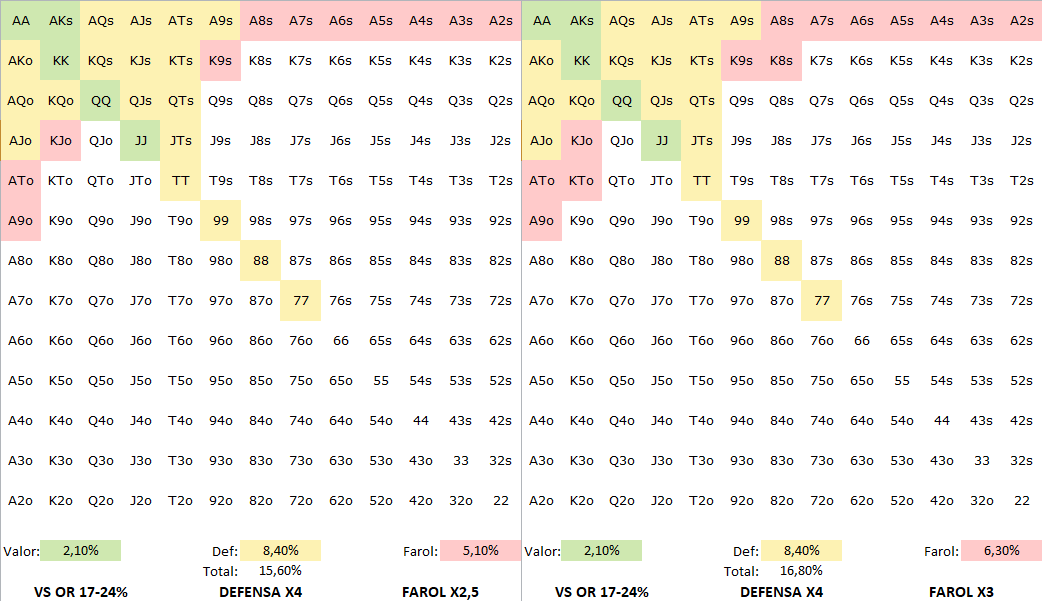 AA AKs AQs AJs ATs A9s A8s A7s A6s A5s A4s A3s A2s AA AKs AQs AJs ATs A9s A8s A7s A6s A5s A4s A3s A2s
AKo KK KQs KJs KTs K9s K8s K7s K6s K5s K4s K3s K2s AKo KK KQs KJs KTs K9s K8s K7s K6s K5s K4s K3s K2s
AQo KQo QQ QJs QTs Q9s Q8s Q7s Q6s Q5s Q4s Q3s Q2s AQo KQo QQ QJs QTs Q9s Q8s Q7s Q6s Q5s Q4s Q3s Q2s
AJo KJo QJo JJ JTs J9s J8s J7s J6s J5s J4s J3s J2s AJo KJo QJo JJ JTs J9s J8s J7s J6s J5s J4s J3s J2s
ATo KTo QTo JTo TT T9s T8s T7s T6s T5s T4s T3s T2s ATo KTo QTo JTo TT T9s T8s T7s T6s T5s T4s T3s T2s
A9o K9o Q9o J9o T9o 99 98s 97s 96s 95s 94s 93s 92s A9o K9o Q9o J9o T9o 99 98s 97s 96s 95s 94s 93s 92s
A8o K8o Q8o J8o T8o 98o 88 87s 86s 85s 84s 83s 82s A8o K8o Q8o J8o T8o 98o 88 87s 86s 85s 84s 83s 82s
A7o K7o Q7o J7o T7o 97o 87o 77 76s 75s 74s 73s 72s A7o K7o Q7o J7o T7o 97o 87o 77 76s 75s 74s 73s 72s
A6o K6o Q6o J6o T6o 96o 86o 76o 66 65s 64s 63s 62s A6o K6o Q6o J6o T6o 96o 86o 76o 66 65s 64s 63s 62s
A5o K5o Q5o J5o T5o 95o 85o 75o 65o 55 54s 53s 52s A5o K5o Q5o J5o T5o 95o 85o 75o 65o 55 54s 53s 52s
A4o K4o Q4o J4o T4o 94o 84o 74o 64o 54o 44 43s 42s A4o K4o Q4o J4o T4o 94o 84o 74o 64o 54o 44 43s 42s
A3o K3o Q3o J3o T3o 93o 83o 73o 63o 53o 43o 33 32s A3o K3o Q3o J3o T3o 93o 83o 73o 63o 53o 43o 33 32s
A2o K2o Q2o J2o T2o 92o 82o 72o 62o 52o 42o 32o 22 A2o K2o Q2o J2o T2o 92o 82o 72o 62o 52o 42o 32o 22
Valor: 2,10% Def: 8,40% Farol: 5,10% Valor: 2,10% Def: 8,40% Farol: 6,30%
Total: 15,60% Total: 16,80%
VS OR 17-24% DEFENSA X4 FAROL X2,5 VS OR 17-24% DEFENSA X4 FAROL X3